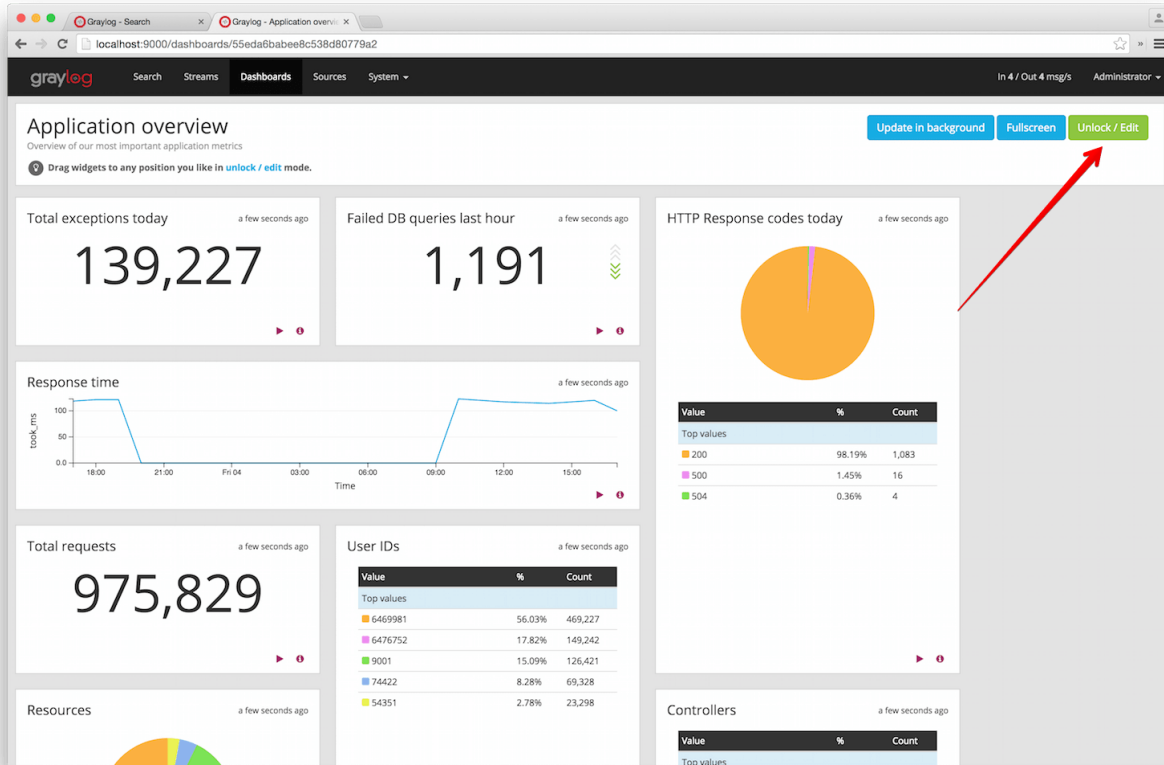 Graylog - Search
Graylog - Application overvie
localhost:9000/dashboards/55eda6babee8c538d80779a2
graylog
Search Streams Dashboards Sources System
In 4 / Out 4 msg/s Administrator
Application overview
Overview of our most important application metrics
Drag widgets to any position you like in unlock / edit mode.
Update in background Fullscreen Unlock / Edit
Total exceptions today a few seconds ago
139,227
Failed DB queries last hour a few seconds ago
1,191
HTTP Response codes today a few seconds ago
Value % Count
Top values
200 98.19% 1,083
500 1.45% 16
504 0.36% 4
Response time a few seconds ago
took_ms
100
50
0.0
18:00 21:00 Fri 04 03:00 06:00 09:00 12:00 15:00
Time
Total requests a few seconds ago
975,829
User IDs a few seconds ago
Value % Count
Top values
6469981 56.03% 469,227
6476752 17.82% 149,242
9001 15.09% 126,421
74422 8.28% 69,328
54351 2.78% 23,298
Resources a few seconds ago
Controllers a few seconds ago
Value % Count
Top values